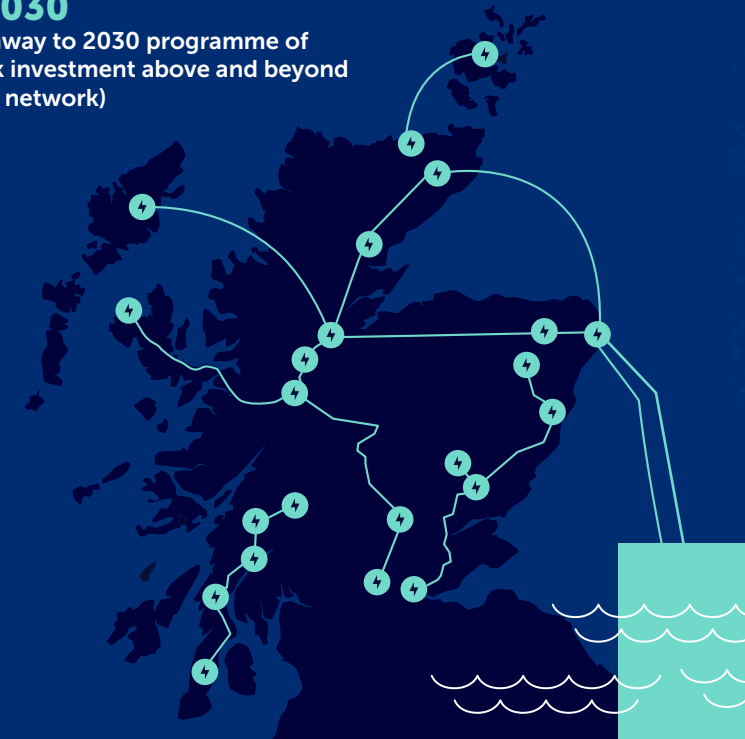 2030
way to 2030 programme of
investment above and beyond
network)